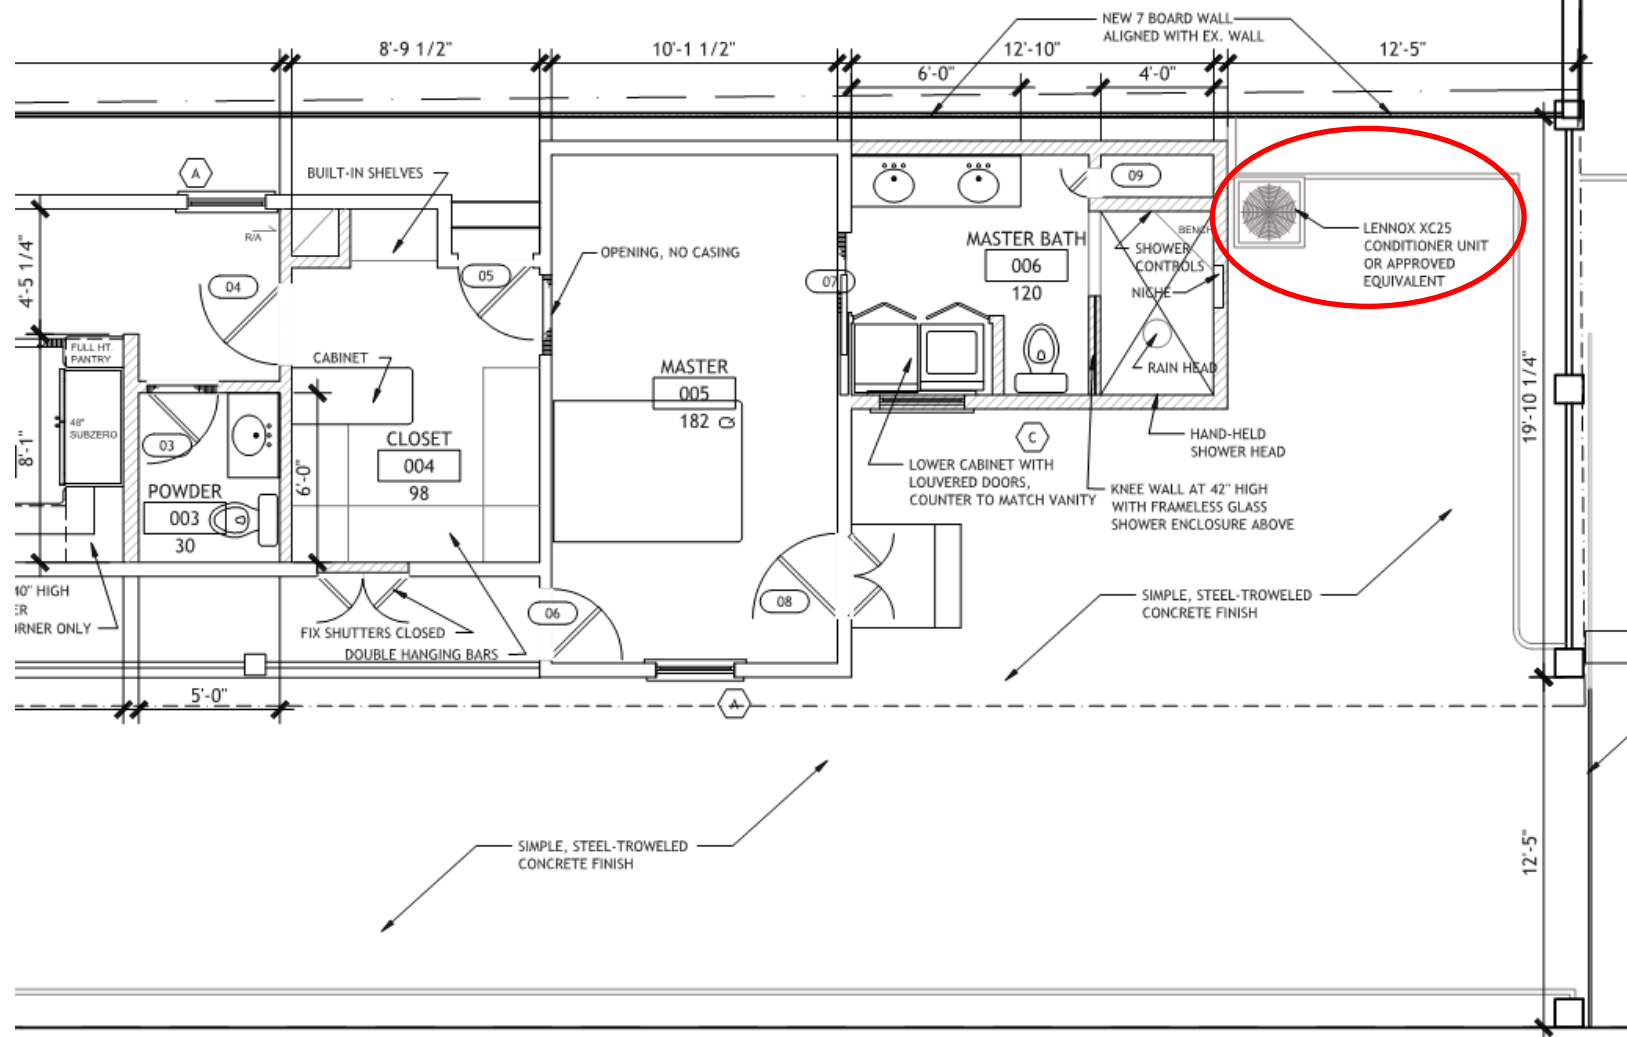 NEW 7 BOARD WALL
ALIGNED WITH EX. WALL
8'-9 1/2"
10'-1 1/2"
12'-10"
12'-5"
6'-0"
4'-0"
A
BUILT-IN SHELVES
09
R/A
OPENING, NO CASING
MASTER BATH
006
120
BENCH
SHOWER
CONTROLS
NICHE
LENNOX XC25
CONDITIONER UNIT
OR APPROVED
EQUIVALENT
4'-5 1/4"
04
05
07
FULL HT.
PANTRY
CABINET
MASTER
005
182
RAIN HEAD
19'-10 1/4"
48"
SUBZERO
8'-1"
03
CLOSET
004
98
6'-0"
C
HAND-HELD
SHOWER HEAD
LOWER CABINET WITH
LOUVERED DOORS,
COUNTER TO MATCH VANITY
KNEE WALL AT 42" HIGH
WITH FRAMELESS GLASS
SHOWER ENCLOSURE ABOVE
POWDER
003
30
HIGH
ER
ORNER ONLY
06
08
SIMPLE, STEEL-TROWELED
CONCRETE FINISH
FIX SHUTTERS CLOSED
DOUBLE HANGING BARS
5'-0"
A
SIMPLE, STEEL-TROWELED
CONCRETE FINISH
12'-5"